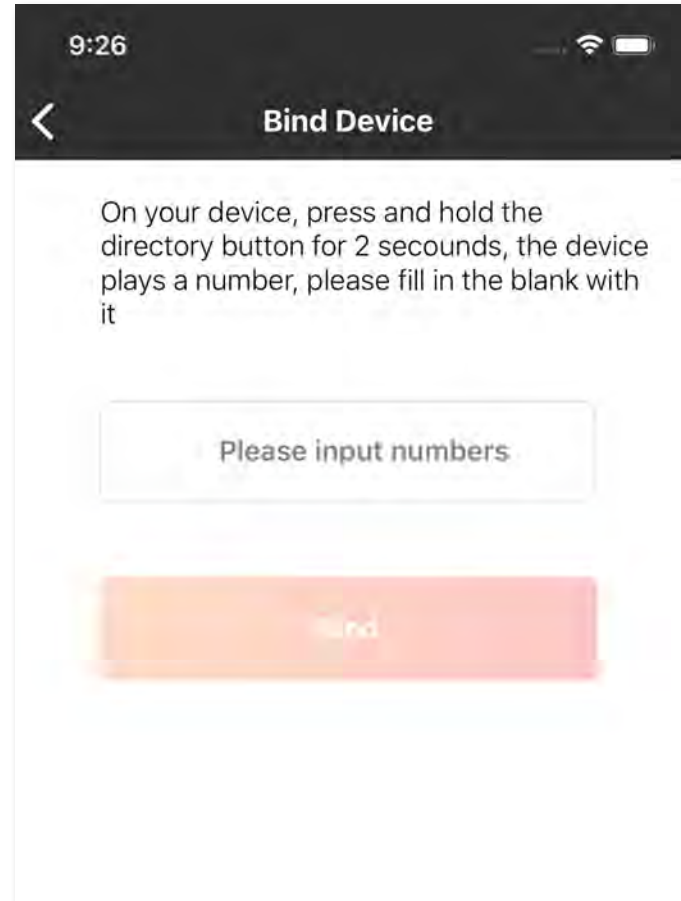 9:26
Bind Device
On your device, press and hold the
directory button for 2 secounds, the device
plays a number, please fill in the blank with
it
Please input numbers
Bind